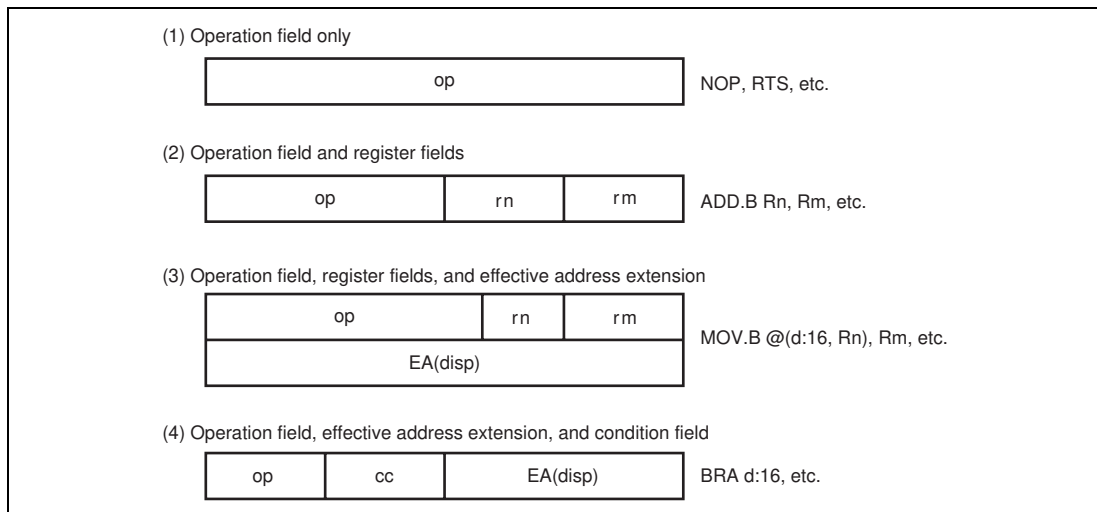 (1) Operation field only
op
NOP, RTS, etc.
(2) Operation field and register fields
op rn rm
ADD.B Rn, Rm, etc.
(3) Operation field, register fields, and effective address extension
op rn rm
MOV.B @(d:16, Rn), Rm, etc.
EA(disp)
(4) Operation field, effective address extension, and condition field
op cc EA(disp)
BRA d:16, etc.